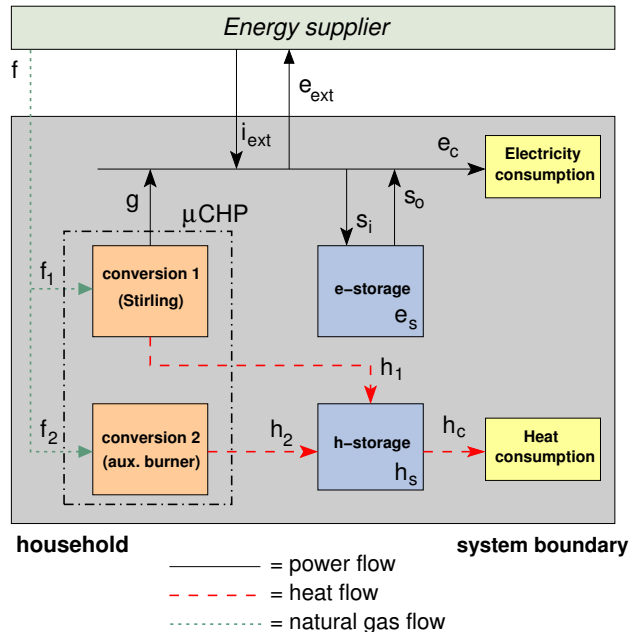 Energy supplier
f
e_ext
i_ext
e_c
Electricity
consumption
g
μCHP
s_i
s_o
f_1
conversion 1
(Stirling)
e−storage
e_s
h_1
f_2
conversion 2
(aux. burner)
h_2
h−storage
h_s
h_c
Heat
consumption
household
system boundary
= power flow
= heat flow
= natural gas flow